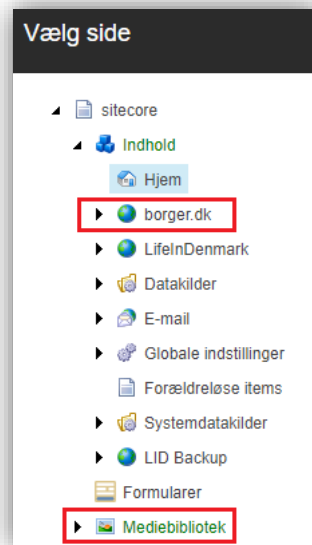 Vælg side
sitecore
Indhold
Hjem
borger.dk
LifeInDenmark
Datakilder
E-mail
Globale indstillinger
Forældreløse items
Systemdatakilder
LID Backup
Formularer
Mediebibliotek